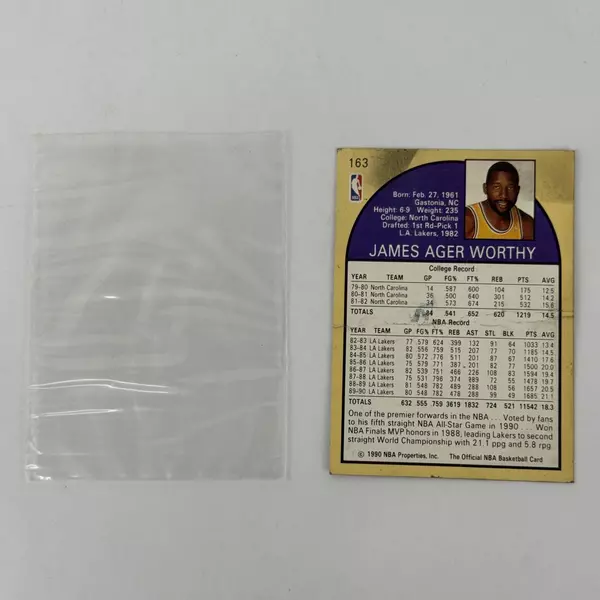 163
NBA
Born: Feb. 27, 1961
Gastonia, NC
Height: 6-9 Weight: 235
College: North Carolina
Drafted: 1st Rd-Pick 1
L.A. Lakers, 1982
JAMES AGER WORTHY
College Record
YEAR TEAM GP FG% FT% REB PTS AVG
79-80 North Carolina 14 .587 .600 104 175 12.5
80-81 North Carolina 36 .500 .640 301 512 14.2
81-82 North Carolina 34 .573 .674 215 532 15.6
TOTALS 84 .541 .652 620 1219 14.5
NBA Record
YEAR TEAM GP FG% FT% REB AST STL BLK PTS AVG
82-83 LA Lakers 77 .579 .624 399 132 91 64 1033 13.4
83-84 LA Lakers 82 .556 .759 515 207 77 70 1185 14.5
84-85 LA Lakers 80 .572 .776 511 201 87 67 1410 17.6
85-86 LA Lakers 75 .579 .771 387 201 82 77 1500 20.0
86-87 LA Lakers 82 .539 .751 466 226 108 83 1594 19.4
87-88 LA Lakers 75 .531 .796 374 289 72 55 1478 19.7
88-89 LA Lakers 81 .548 .782 489 288 108 56 1657 20.5
89-90 LA Lakers 80 .548 .782 478 288 99 49 1685 21.1
TOTALS 632 .555 .759 3619 1832 724 521 11542 18.3
One of the premier forwards in the NBA . . . Voted by fans
to his fifth straight NBA All-Star Game in 1990 . . . Won
NBA Finals MVP honors in 1988, leading Lakers to second
straight World Championship with 21.1 ppg and 5.8 rpg
© 1990 NBA Properties, Inc. The Official NBA Basketball Card